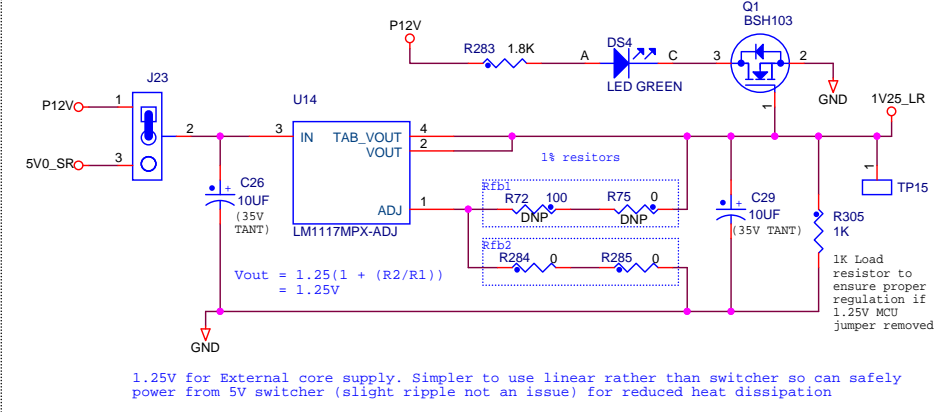 Q1
BSH103
P12V
R283 1.8K
DS4
A C
3 2
LED GREEN
GND
1
J23
P12V 1
2
5V0_SR 3
U14
3 IN TAB_VOUT 4
VOUT 2
ADJ 1
LM1117MPX-ADJ
1V25_LR
1% resitors
Rfb1
R72 100 R75 0
DNP DNP
Rfb2
R284 0 R285 0
C26
+
10UF
(35V
TANT)
C29
+
10UF
(35V TANT)
1
TP15
R305
1K
1K Load
resistor to
ensure proper
regulation if
1.25V MCU
jumper removed
Vout = 1.25(1 + (R2/R1))
= 1.25V
GND
1.25V for External core supply. Simpler to use linear rather than switcher so can safely
power from 5V switcher (slight ripple not an issue) for reduced heat dissipation